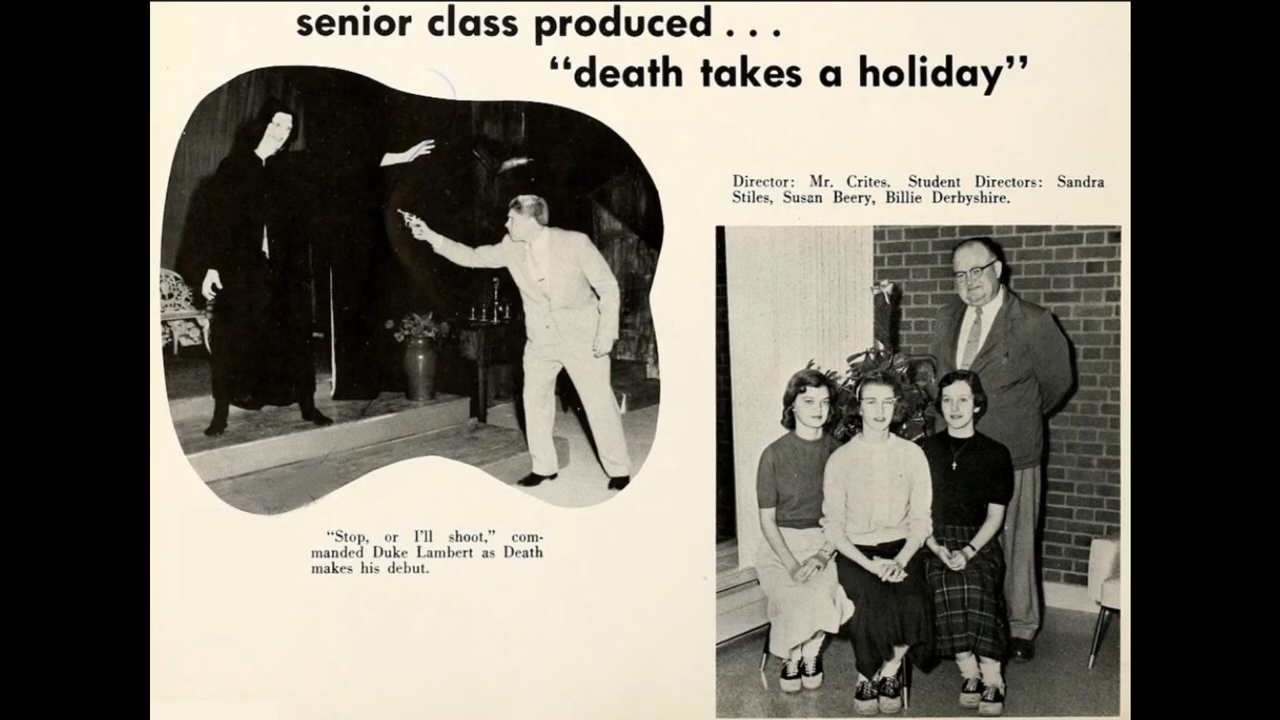 senior class produced . . .
“death takes a holiday”
Director: Mr. Crites. Student Directors: Sandra
Stiles, Susan Beery, Billie Derbyshire.
“Stop, or I’ll shoot,” com-
manded Duke Lambert as Death
makes his debut.